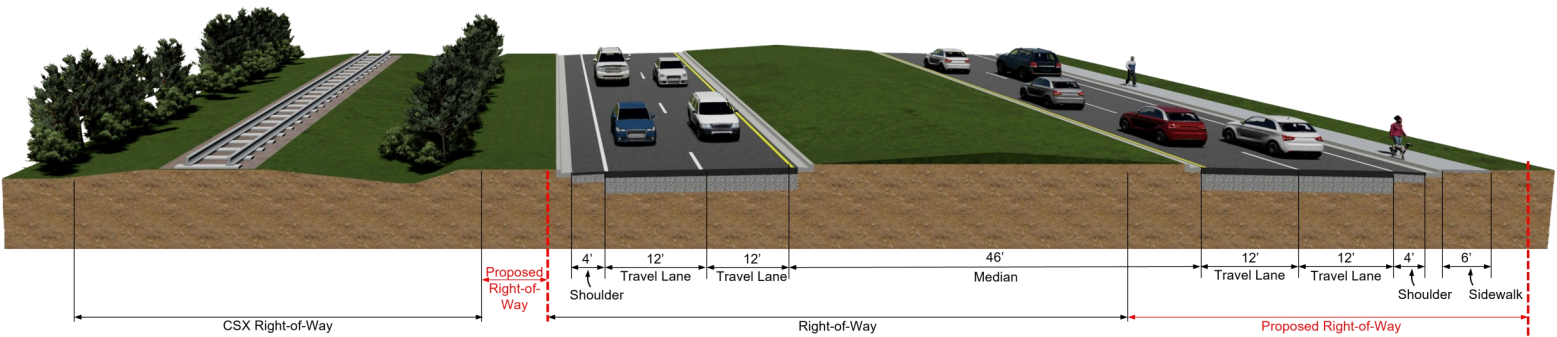 4' 12' 12' 46' 12' 12' 4' 6'
Travel Lane Travel Lane Median Travel Lane Travel Lane
Shoulder Shoulder Sidewalk
Proposed
Right-of-
Way
CSX Right-of-Way Right-of-Way Proposed Right-of-Way